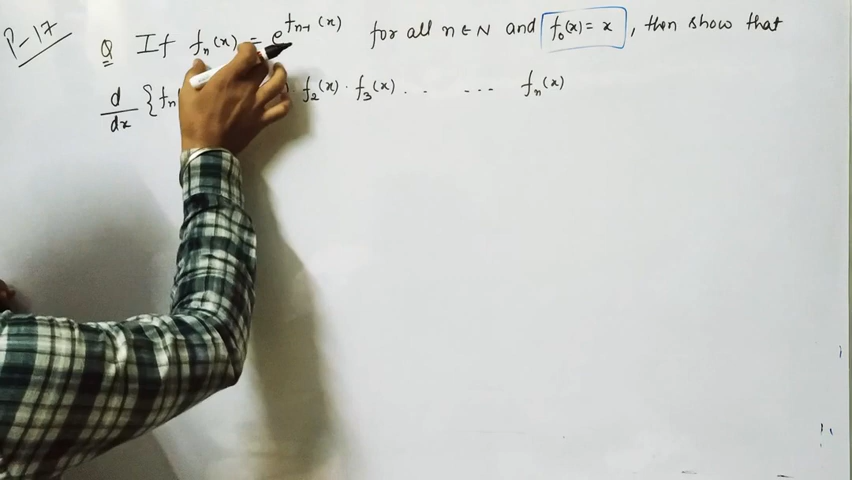 P-17
Q If fₙ(x) = e^fₙ₋₁(x) for all n ∈ N and f₀(x) = x , then show that
d/dx {fₙ · f₂(x) · f₃(x) . . ... fₙ(x)